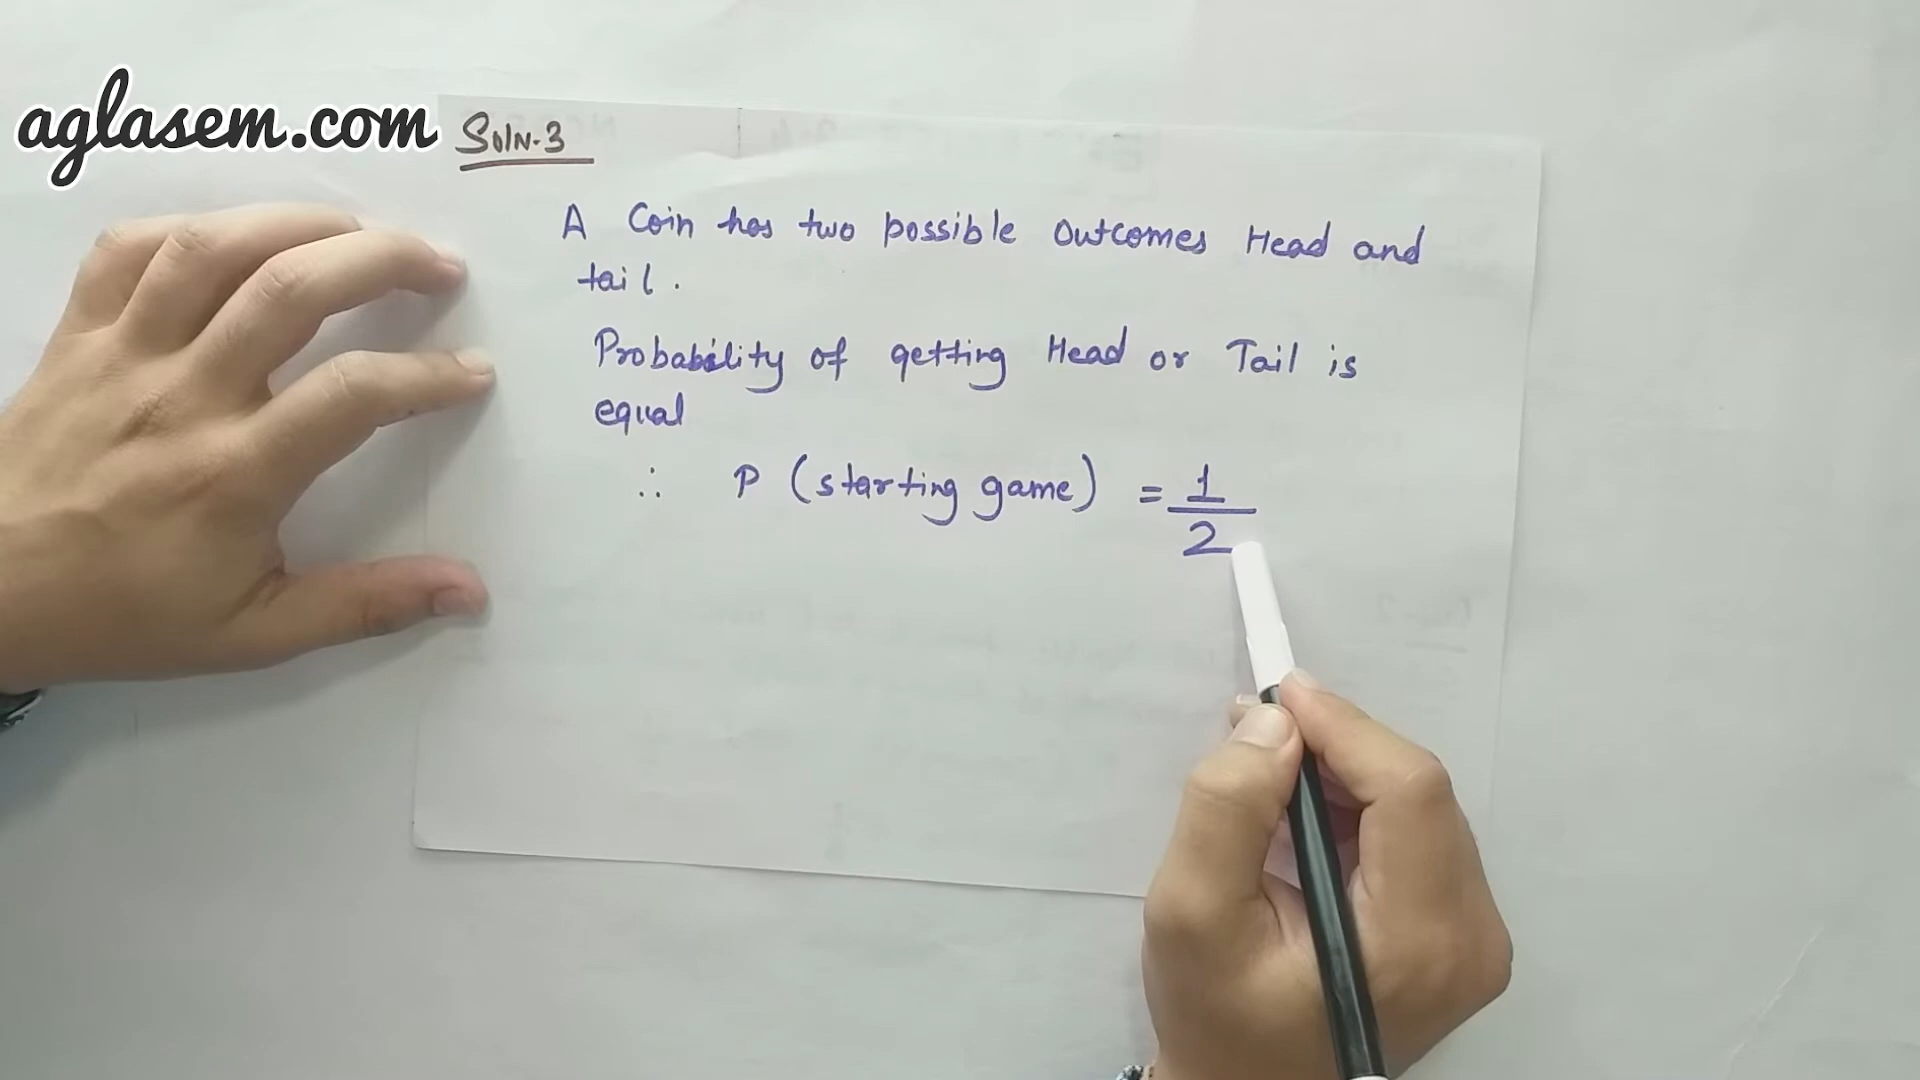 aglasem.com
Soln.3
A Coin has two possible Outcomes Head and
tail.
Probability of getting Head or Tail is
equal
∴ P (starting game) = 1/2